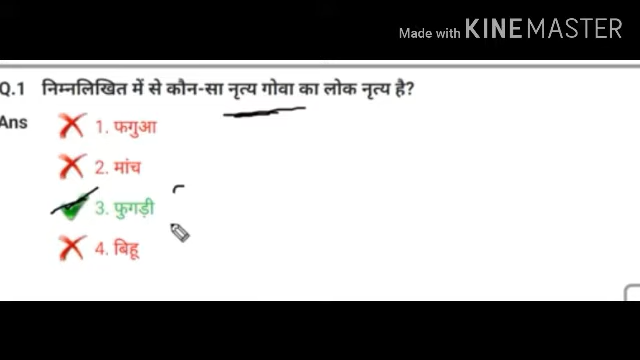 Made with KINEMASTER
Q.1 निम्नलिखित में से कौन-सा नृत्य गोवा का लोक नृत्य है?
Ans 1. फगुआ
2. मांच
3. फुगड़ी
4. बिहू